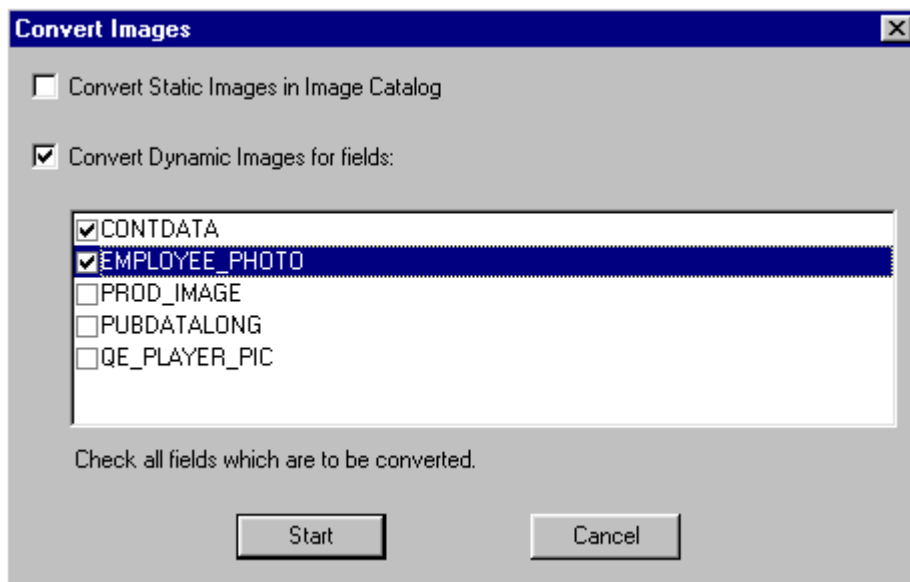 Convert Images
Convert Static Images in Image Catalog
Convert Dynamic Images for fields:
CONTDATA
EMPLOYEE_PHOTO
PROD_IMAGE
PUBDATALONG
QE_PLAYER_PIC
Check all fields which are to be converted.
Start
Cancel